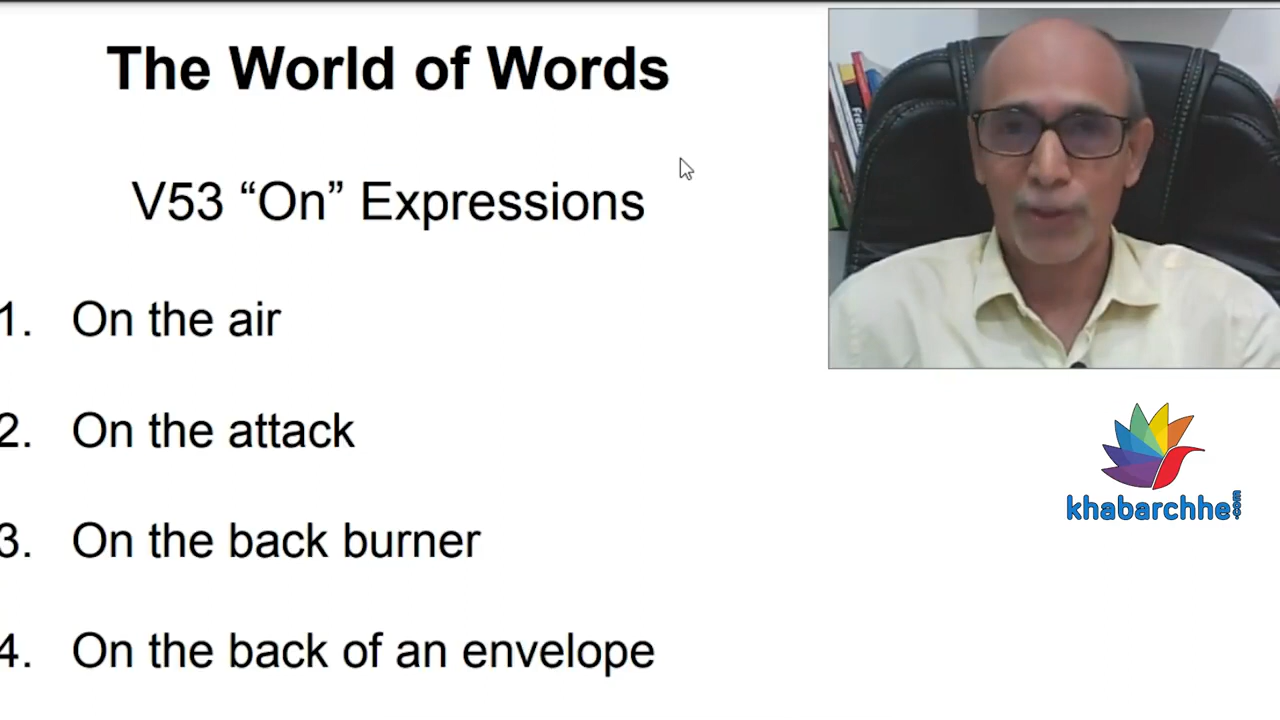 The World of Words
V53 “On” Expressions
1. On the air
2. On the attack
3. On the back burner
4. On the back of an envelope
khabarchhe.com